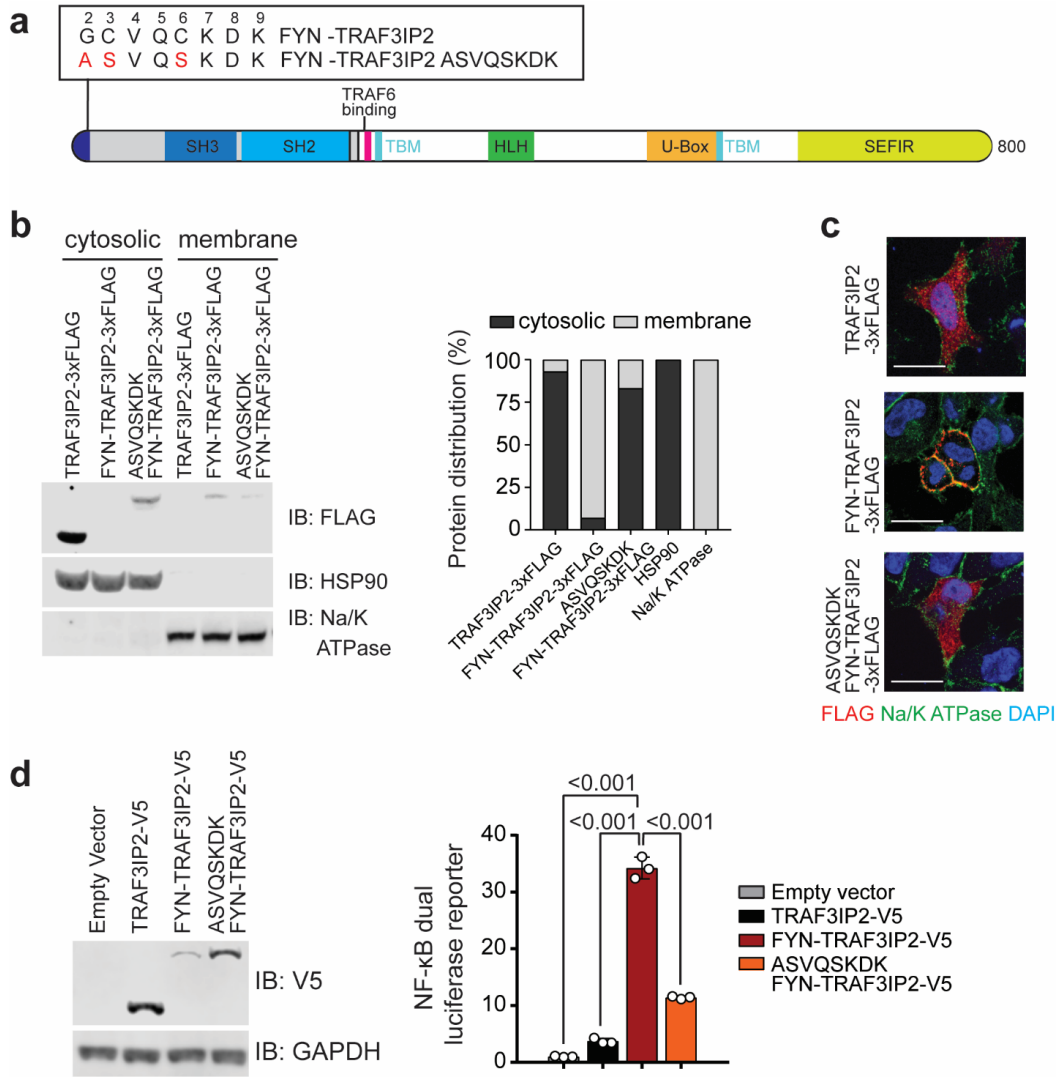 a
2 3 4 5 6 7 8 9
G C V Q C K D K FYN -TRAF3IP2
A S V Q S K D K FYN -TRAF3IP2 ASVQSKDK
TRAF6
binding
SH3 SH2 TBM HLH U-Box TBM SEFIR 800
b
cytosolic membrane
TRAF3IP2-3xFLAG
FYN-TRAF3IP2-3xFLAG
ASVQSKDK
FYN-TRAF3IP2-3xFLAG
TRAF3IP2-3xFLAG
FYN-TRAF3IP2-3xFLAG
ASVQSKDK
FYN-TRAF3IP2-3xFLAG
IB: FLAG
IB: HSP90
IB: Na/K
ATPase
cytosolic membrane
Protein distribution (%)
100
75
50
25
0
TRAF3IP2-3xFLAG
FYN-TRAF3IP2-3xFLAG
ASVQSKDK
FYN-TRAF3IP2-3xFLAG
HSP90
Na/K ATPase
c
TRAF3IP2
-3xFLAG
FYN-TRAF3IP2
-3xFLAG
ASVQSKDK
FYN-TRAF3IP2
-3xFLAG
FLAG Na/K ATPase DAPI
d
Empty Vector
TRAF3IP2-V5
FYN-TRAF3IP2-V5
ASVQSKDK
FYN-TRAF3IP2-V5
IB: V5
IB: GAPDH
NF-κB dual
luciferase reporter
40
30
20
10
0
<0.001
<0.001 <0.001
Empty vector
TRAF3IP2-V5
FYN-TRAF3IP2-V5
ASVQSKDK
FYN-TRAF3IP2-V5